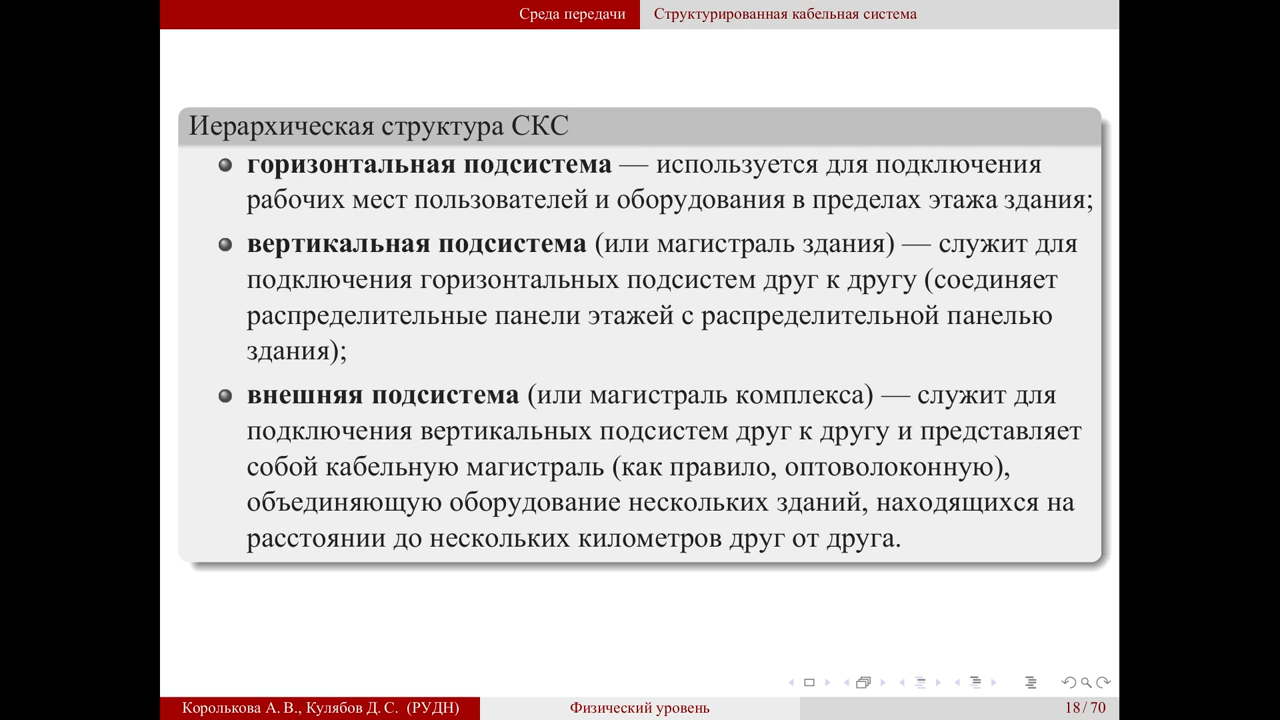 Среда передачи Структурированная кабельная система
Иерархическая структура СКС
горизонтальная подсистема — используется для подключения
рабочих мест пользователей и оборудования в пределах этажа здания;
вертикальная подсистема (или магистраль здания) — служит для
подключения горизонтальных подсистем друг к другу (соединяет
распределительные панели этажей с распределительной панелью
здания);
внешняя подсистема (или магистраль комплекса) — служит для
подключения вертикальных подсистем друг к другу и представляет
собой кабельную магистраль (как правило, оптоволоконную),
объединяющую оборудование нескольких зданий, находящихся на
расстоянии до нескольких километров друг от друга.
Королькова А. В., Кулябов Д. С. (РУДН) Физический уровень 18 / 70